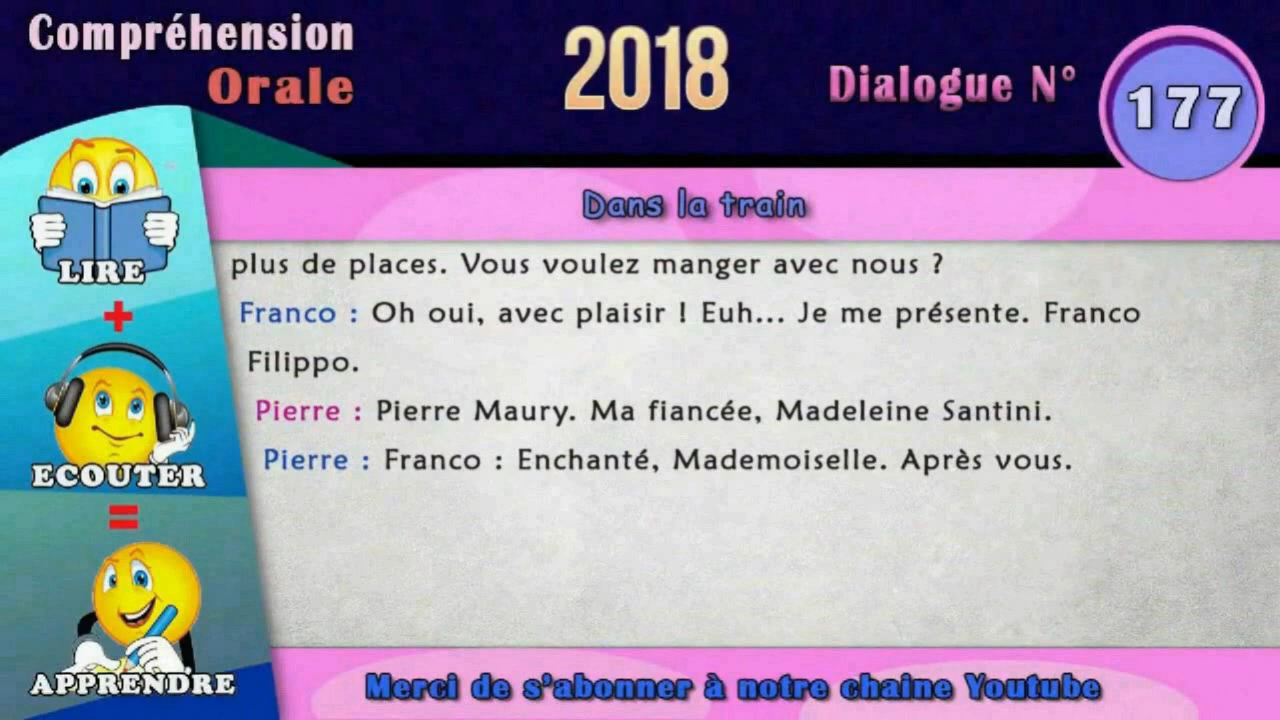 Compréhension
Orale
2018
Dialogue N°
177
Dans la train
plus de places. Vous voulez manger avec nous ?
Franco : Oh oui, avec plaisir ! Euh... Je me présente. Franco
Filippo.
Pierre : Pierre Maury. Ma fiancée, Madeleine Santini.
Pierre : Franco : Enchanté, Mademoiselle. Après vous.
LIRE
+
ECOUTER
=
APPRENDRE
Merci de s'abonner à notre chaine Youtube